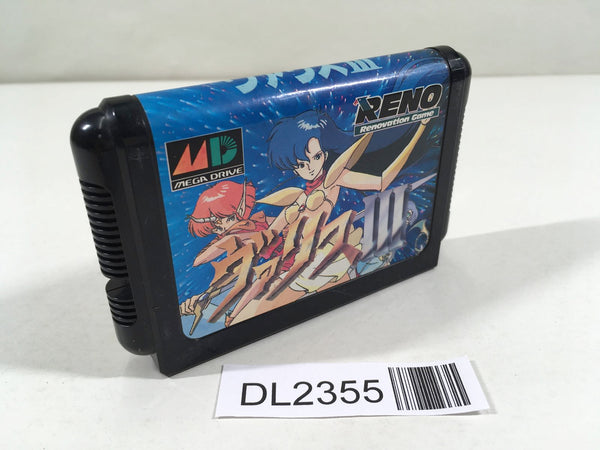 ヴァリスIII
RENO
Renovation Game
MEGA DRIVE
ヴァリスIII
DL2355